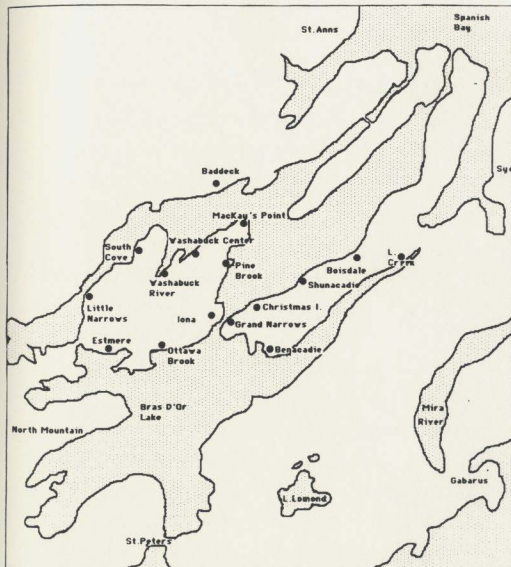 Spanish
Bay
St.Anns
Sy
Baddeck
MacKay's Point
Washabuck Center
South
Cove
Pine
Brook
L.
Creek
Boisdale
Washabuck
River
Shunacadie
Little
Narrows
Christmas I.
Iona
Grand Narrows
Estmere
Ottawa
Brook
Benacadie
Bras D'Or
Lake
Mira
River
North Mountain
Gabarus
L.Lomond
St.Peters